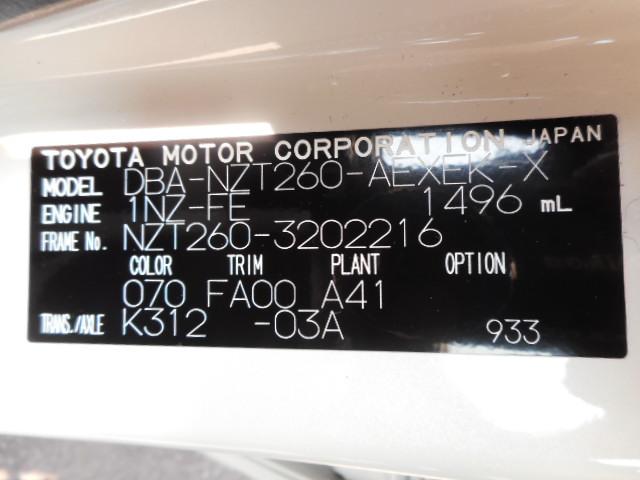 TOYOTA MOTOR CORPORATION JAPAN
MODEL DBA-NZT260-AEXEK-X
ENGINE 1NZ-FE 1496 mL
FRAME No. NZT260-3202216
COLOR TRIM PLANT OPTION
070 FA00 A41
TRANS./AXLE K312 -03A 933